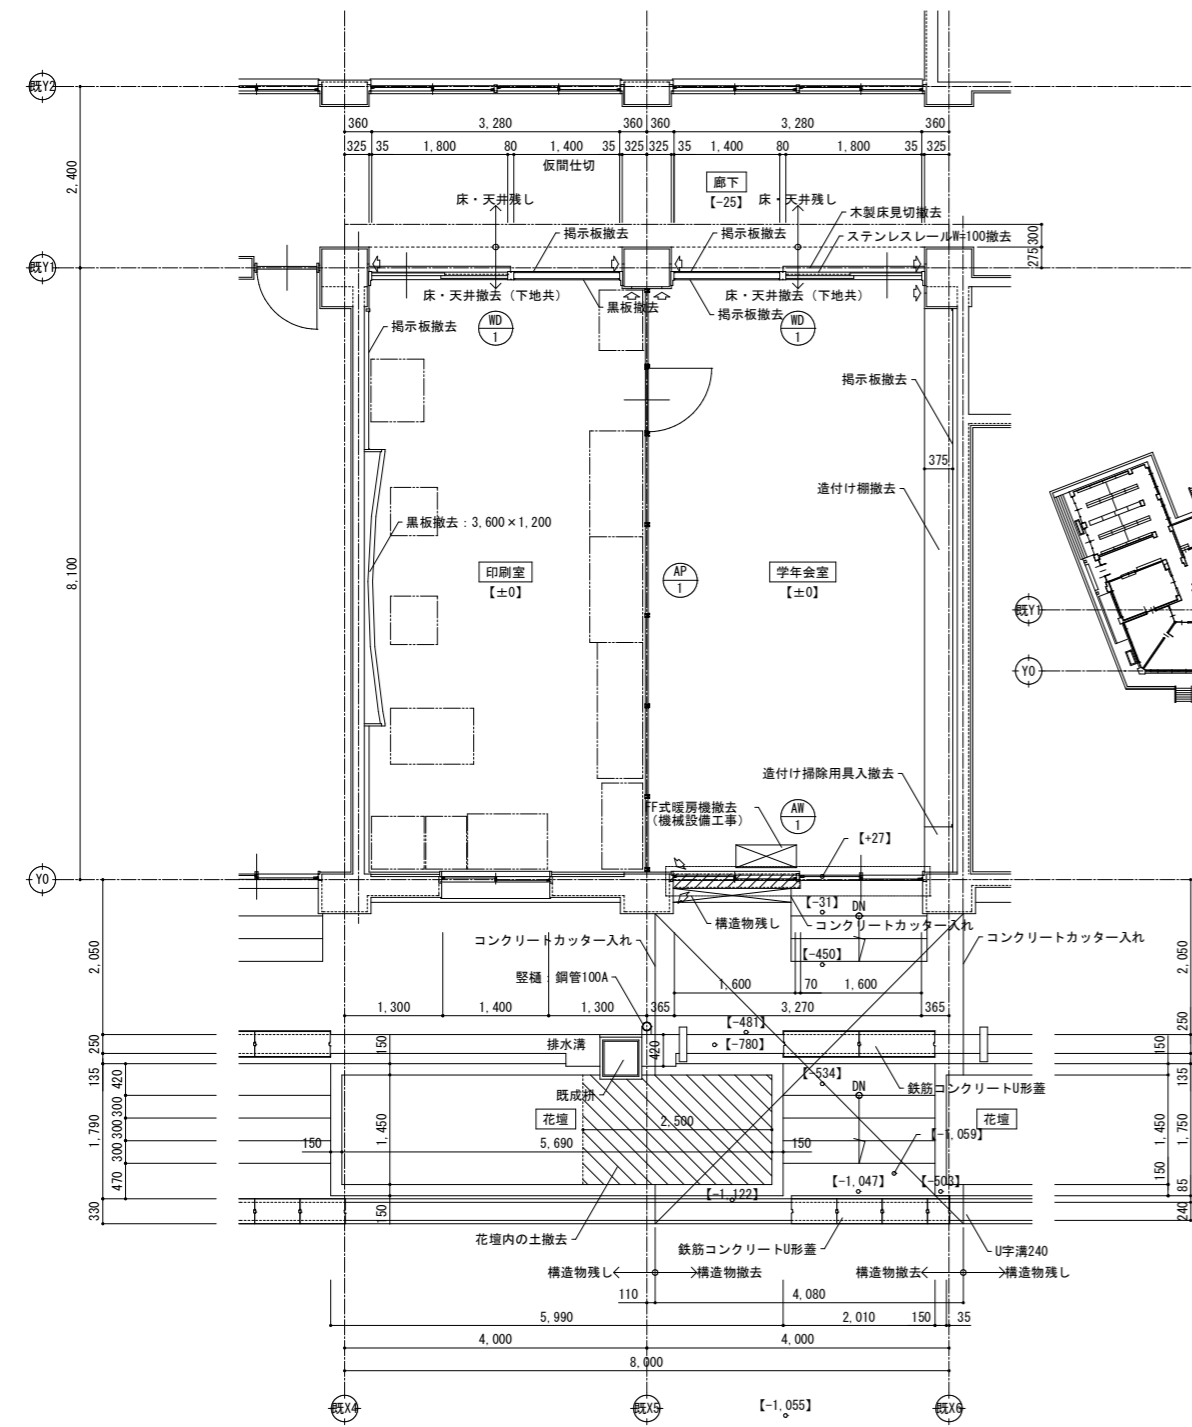 既Y2
360
3,280
360
360
3,280
360
325
35
1,800
80
1,400
35
325
325
35
1,400
80
1,800
35
325
2,400
仮間仕切
廊下
【-25】
床・天井残し
床・天井残し
木製床見切撤去
掲示板撤去
掲示板撤去
ステンレスレールW=100撤去
300
275
既Y1
床・天井撤去（下地共）
黒板撤去
床・天井撤去（下地共）
掲示板撤去
WD
1
WD
1
掲示板撤去
掲示板撤去
375
造付け棚撤去
黒板撤去：3,600×1,200
8,100
印刷室
【±0】
AP
1
学年会室
【±0】
既Y1
Y0
造付け掃除用具入撤去
FF式暖房機撤去
（機械設備工事）
AW
1
【+27】
Y0
【-31】
DN
構造物残し
コンクリートカッター入れ
コンクリートカッター入れ
コンクリートカッター入れ
【-450】
2,050
2,050
竪樋：鋼管100A
1,600
70
1,600
1,300
1,400
1,300
365
3,270
365
【-481】
250
250
150
排水溝
420
【-780】
150
135
420
【-534】
135
既成桝
DN
鉄筋コンクリートU形蓋
300
300
300
1,790
花壇
2,500
花壇
1,450
1,450
1,750
150
5,690
150
【-1,059】
470
【-1,047】
【-503】
150
85
330
150
【-1,122】
240
花壇内の土撤去
鉄筋コンクリートU形蓋
U字溝240
構造物残し
構造物撤去
構造物撤去
構造物残し
110
4,080
5,990
2,010
150
35
4,000
4,000
8,000
既X4
既X5
既X6
【-1,055】